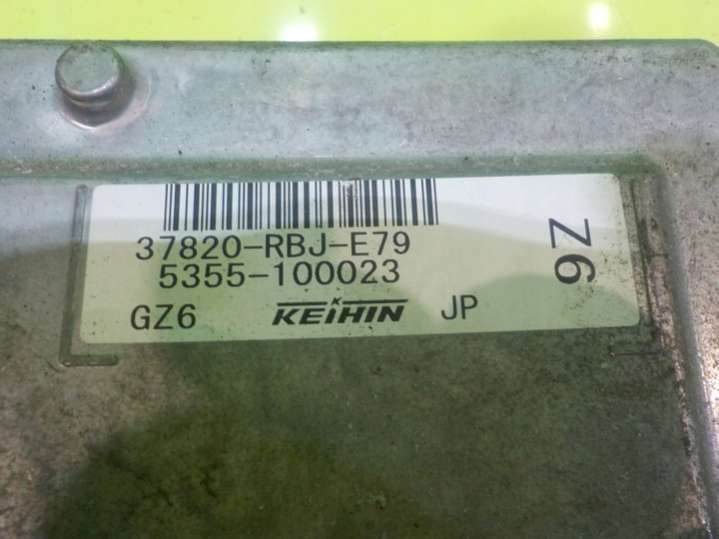 37820-RBJ-E79
5355-100023
GZ6 KEIHIN JP
Z6